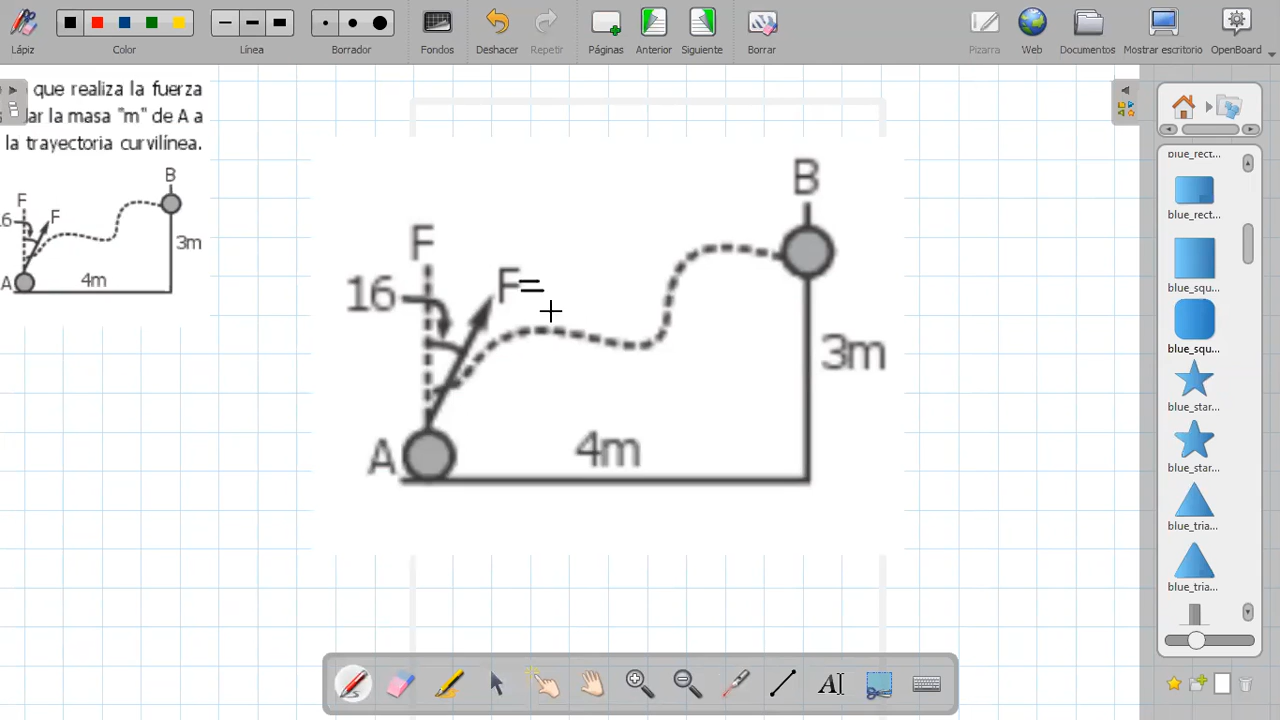 Lápiz
Color
Línea
Borrador
Fondos
Deshacer
Repetir
Páginas
Anterior
Siguiente
Borrar
Pizarra
Web
Documentos
Mostrar escritorio
OpenBoard
que realiza la fuerza
lar la masa "m" de A a
la trayectoria curvilínea.
B
F
16
F
3m
A
4m
B
F
16
F=
3m
A
4m
blue_rect...
blue_rect...
blue_squ...
blue_squ...
blue_star...
blue_star...
blue_tria...
blue_tria...
AI